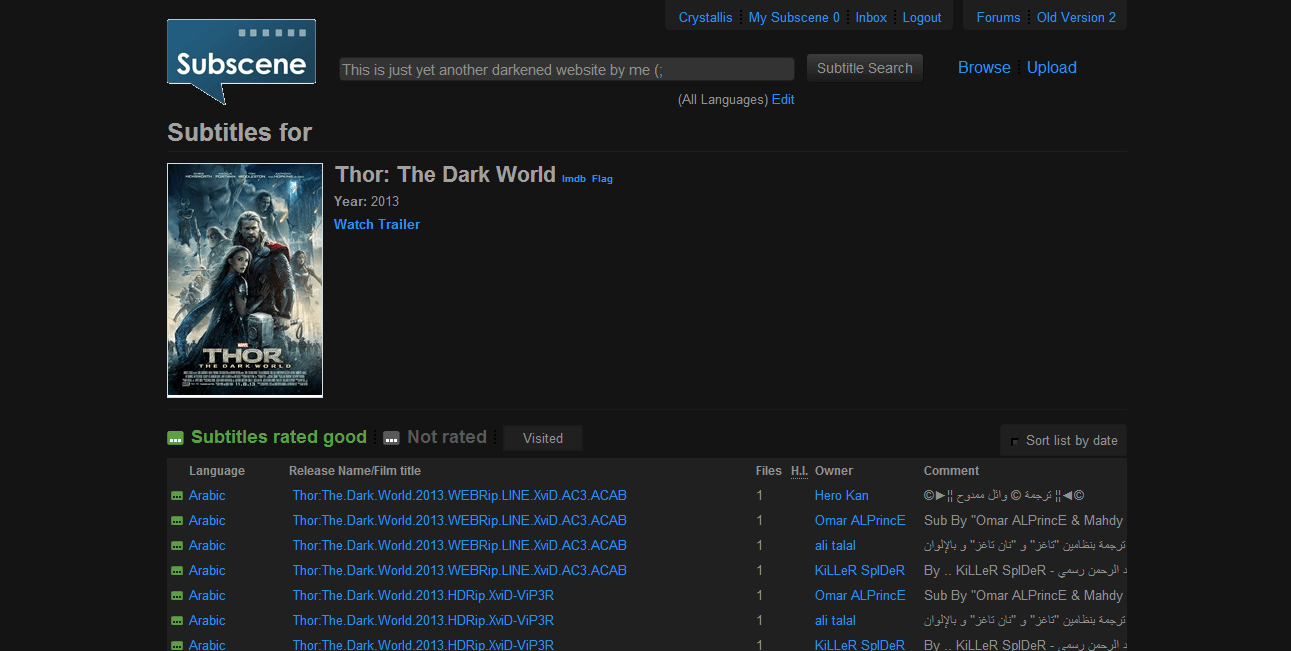 Crystallis My Subscene 0 Inbox Logout Forums Old Version 2
Subscene
This is just yet another darkened website by me (;
Subtitle Search
Browse Upload
(All Languages) Edit
Subtitles for
Thor: The Dark World Imdb Flag
Year: 2013
Watch Trailer
MARVEL
THOR
THE DARK WORLD
11.8.13
Subtitles rated good Not rated Visited Sort list by date
Language Release Name/Film title Files H.I. Owner Comment
Arabic Thor:The.Dark.World.2013.WEBRip.LINE.XviD.AC3.ACAB 1 Hero Kan ©►¦¦ ترجمة © وائل ممدوح ¦¦◄©
Arabic Thor:The.Dark.World.2013.WEBRip.LINE.XviD.AC3.ACAB 1 Omar ALPrincE Sub By "Omar ALPrincE & Mahdy
Arabic Thor:The.Dark.World.2013.WEBRip.LINE.XviD.AC3.ACAB 1 ali talal ترجمة بنظامين "تاغز" و "نان تاغز" و بالإلوان
Arabic Thor:The.Dark.World.2013.WEBRip.LINE.XviD.AC3.ACAB 1 KiLLeR SpIDeR By .. KiLLeR SpIDeR - د الرحمن رسمي
Arabic Thor:The.Dark.World.2013.HDRip.XviD-ViP3R 1 Omar ALPrincE Sub By "Omar ALPrincE & Mahdy
Arabic Thor:The.Dark.World.2013.HDRip.XviD-ViP3R 1 ali talal ترجمة بنظامين "تاغز" و "نان تاغز" و بالإلوان
Arabic Thor:The.Dark.World.2013.HDRip.XviD-ViP3R 1 KiLLeR SpIDeR By .. KiLLeR SpIDeR - د الرحمن رسمي